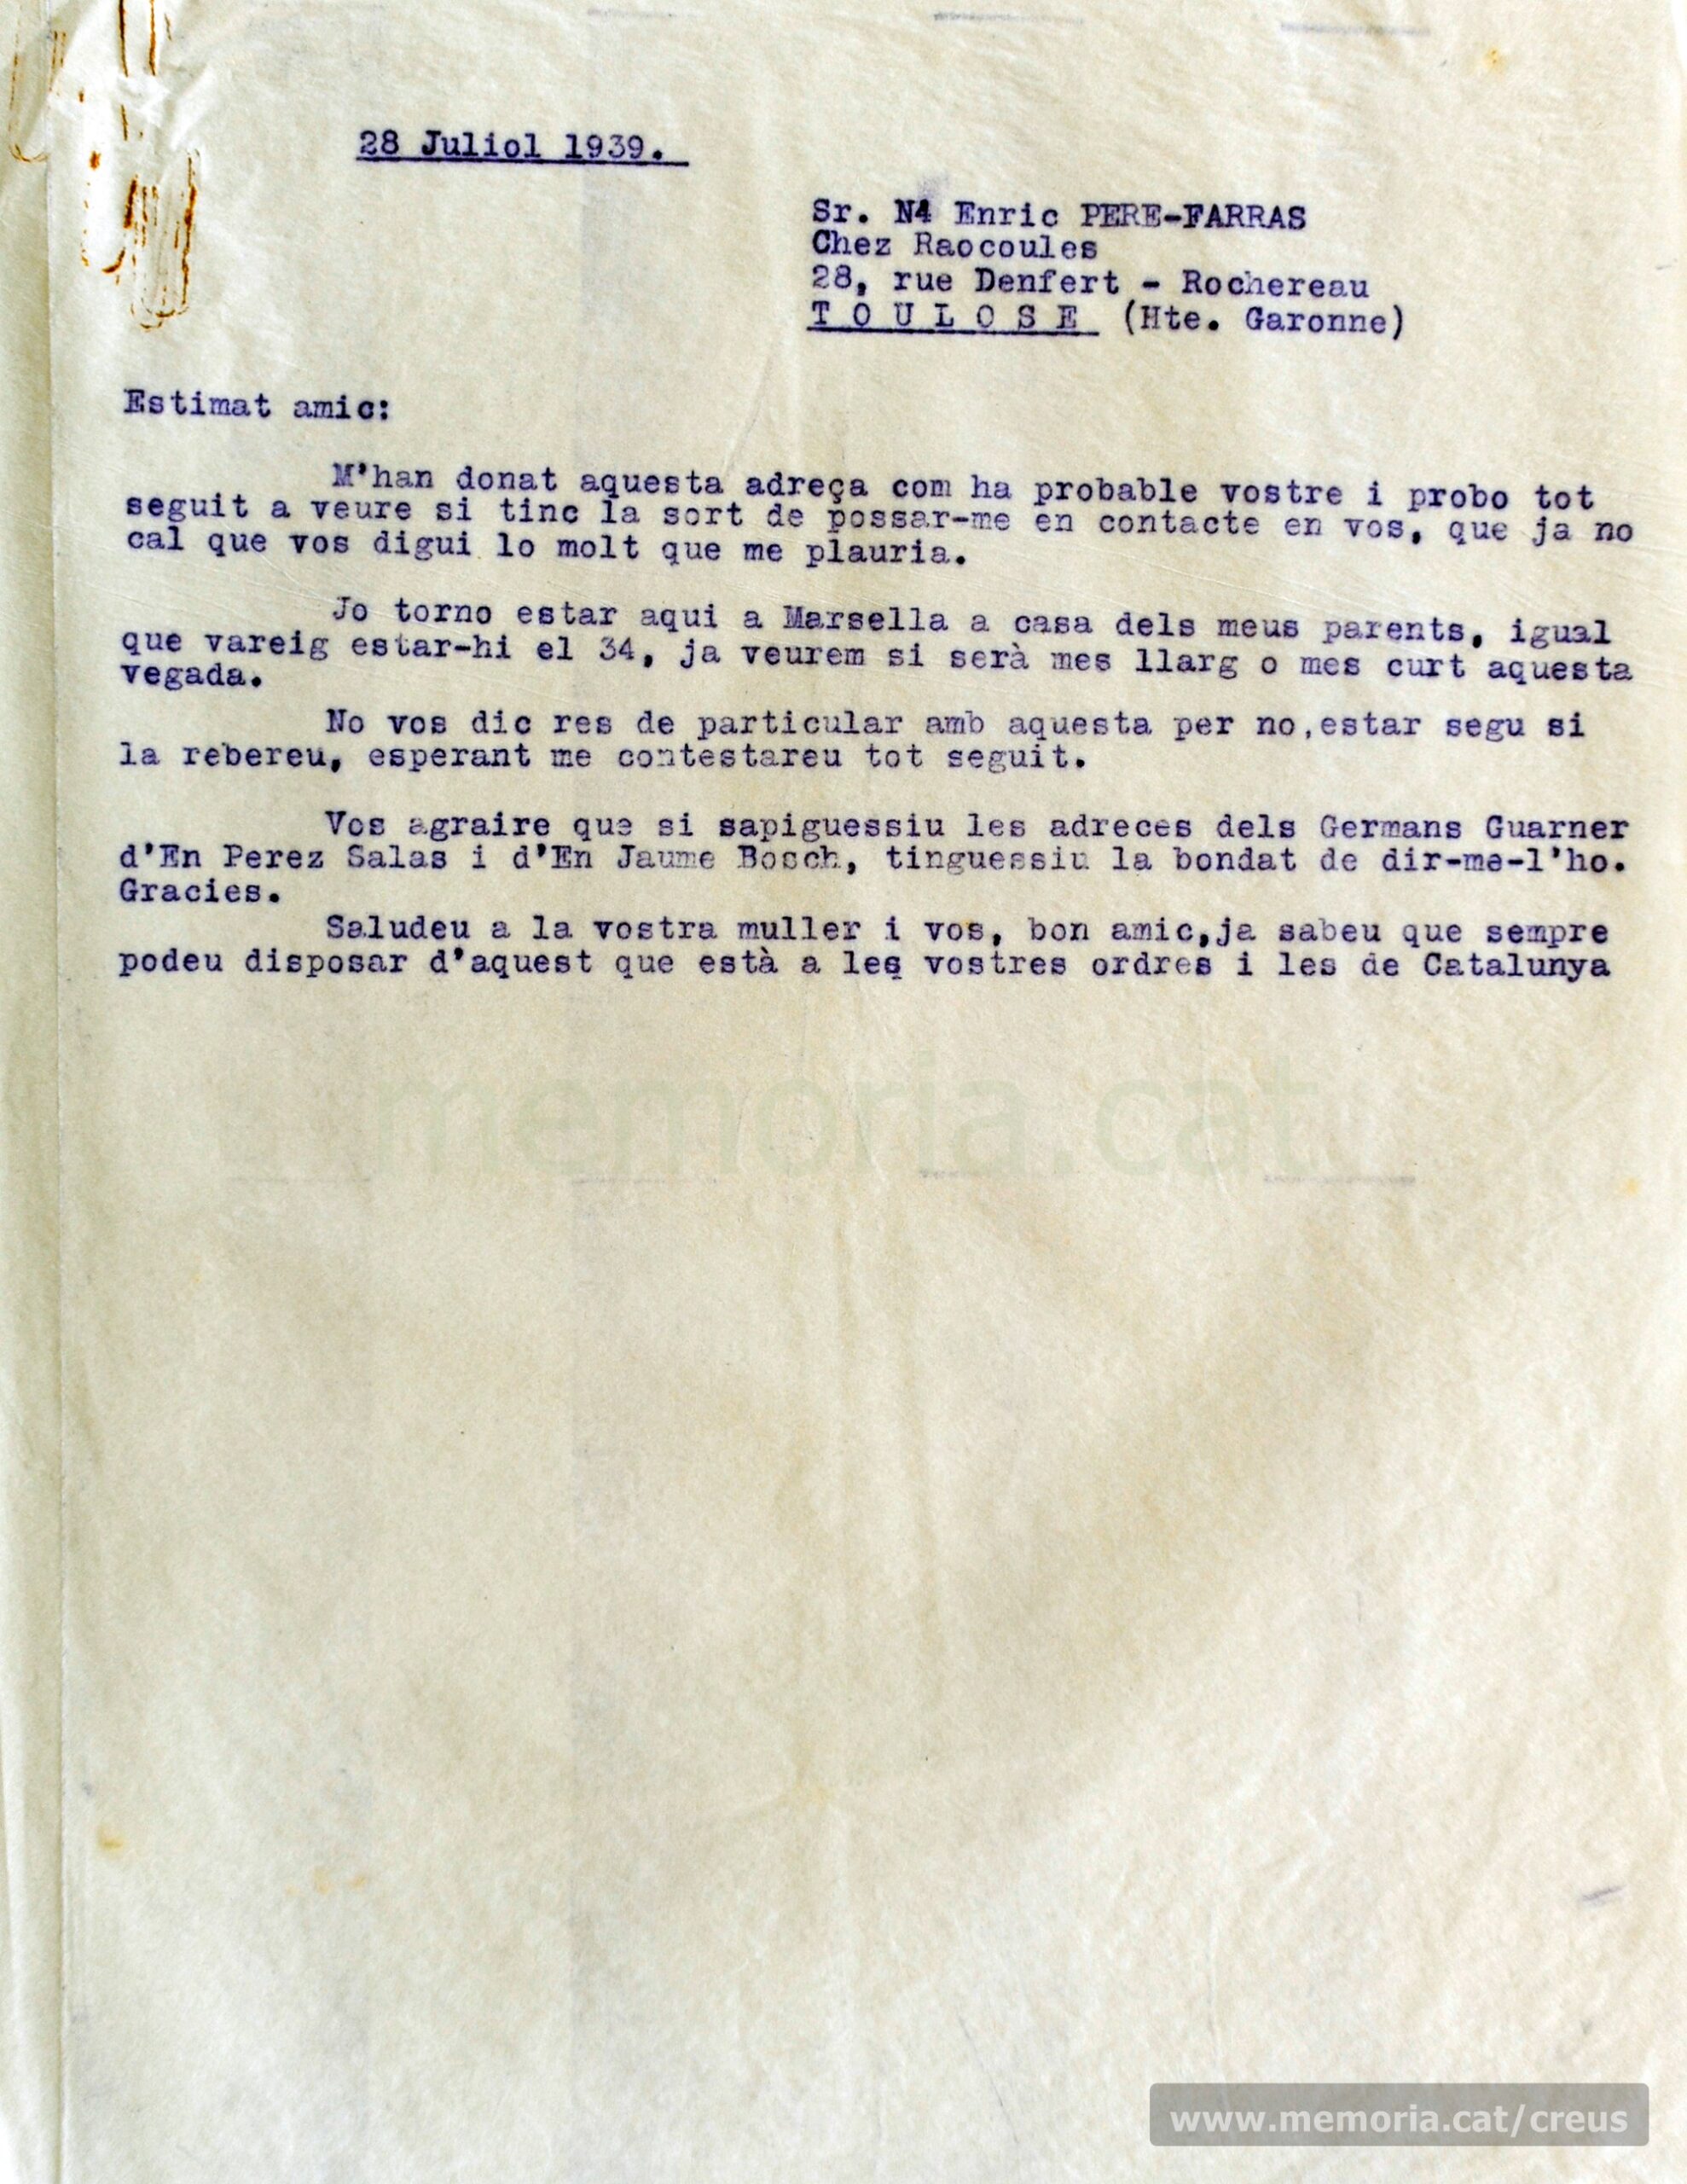 28 Juliol 1939.
Sr. N4 Enric PERE-FARRAS
Chez Raocoules
28, rue Denfert - Rochereau
T O U L O S E (Hte. Garonne)
Estimat amic:
M'han donat aquesta adreça com ha probable vostre i probo tot
seguit a veure si tinc la sort de possar-me en contacte en vos, que ja no
cal que vos digui lo molt que me plauria.
Jo torno estar aqui a Marsella a casa dels meus parents, igual
que vareig estar-hi el 34, ja veurem si serà mes llarg o mes curt aquesta
vegada.
No vos dic res de particular amb aquesta per no,estar segu si
la rebereu, esperant me contestareu tot seguit.
Vos agraire que si sapiguessiu les adreces dels Germans Guarner
d'En Perez Salas i d'En Jaume Bosch, tinguessiu la bondat de dir-me-l'ho.
Gracies.
Saludeu a la vostra muller i vos, bon amic,ja sabeu que sempre
podeu disposar d'aquest que està a les vostres ordres i les de Catalunya
memoria.cat
www.memoria.cat/creus